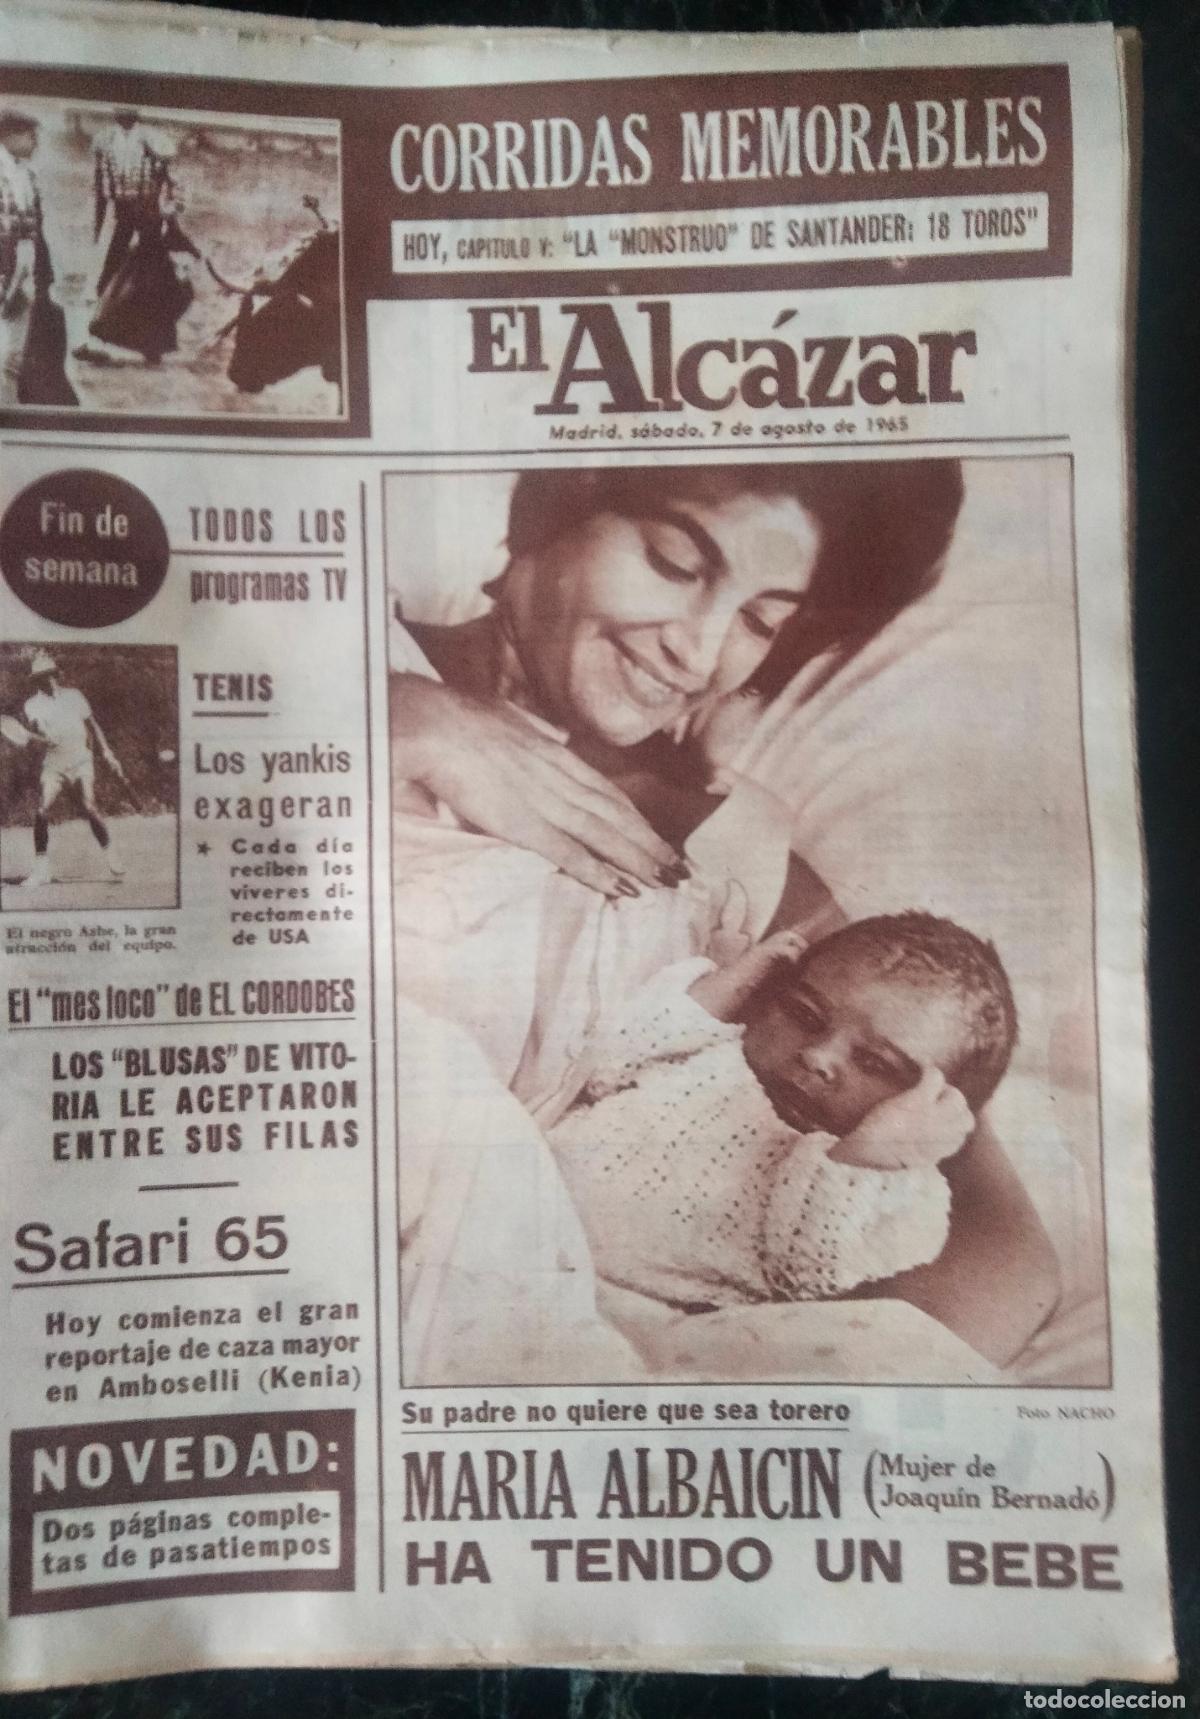 CORRIDAS MEMORABLES
HOY, CAPITULO V: "LA "MONSTRUO" DE SANTANDER: 18 TOROS"
El Alcázar
Madrid, sábado, 7 de agosto de 1965
Fin de
semana
TODOS LOS
programas TV
TENIS
Los yankis
exageran
* Cada día
reciben los
víveres di-
rectamente
de USA
El negro Ashe, la gran
atracción del equipo.
El "mes loco" de EL CORDOBES
LOS "BLUSAS" DE VITO-
RIA LE ACEPTARON
ENTRE SUS FILAS
Safari 65
Hoy comienza el gran
reportaje de caza mayor
en Amboselli (Kenia)
NOVEDAD:
Dos páginas comple-
tas de pasatiempos
Su padre no quiere que sea torero
Foto NACHO
MARIA ALBAICIN (Mujer de
Joaquín Bernadó)
HA TENIDO UN BEBE
todocoleccion